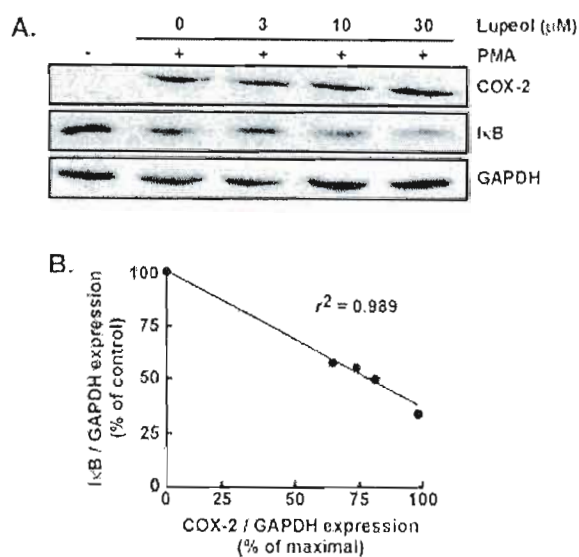 A.
0 3 10 30 Lupeol (μM)
- + + + + PMA
COX-2
IκB
GAPDH
B.
IκB / GAPDH expression
(% of control)
100
75
50
25
0
r² = 0.989
0 25 50 75 100
COX-2 / GAPDH expression
(% of maximal)